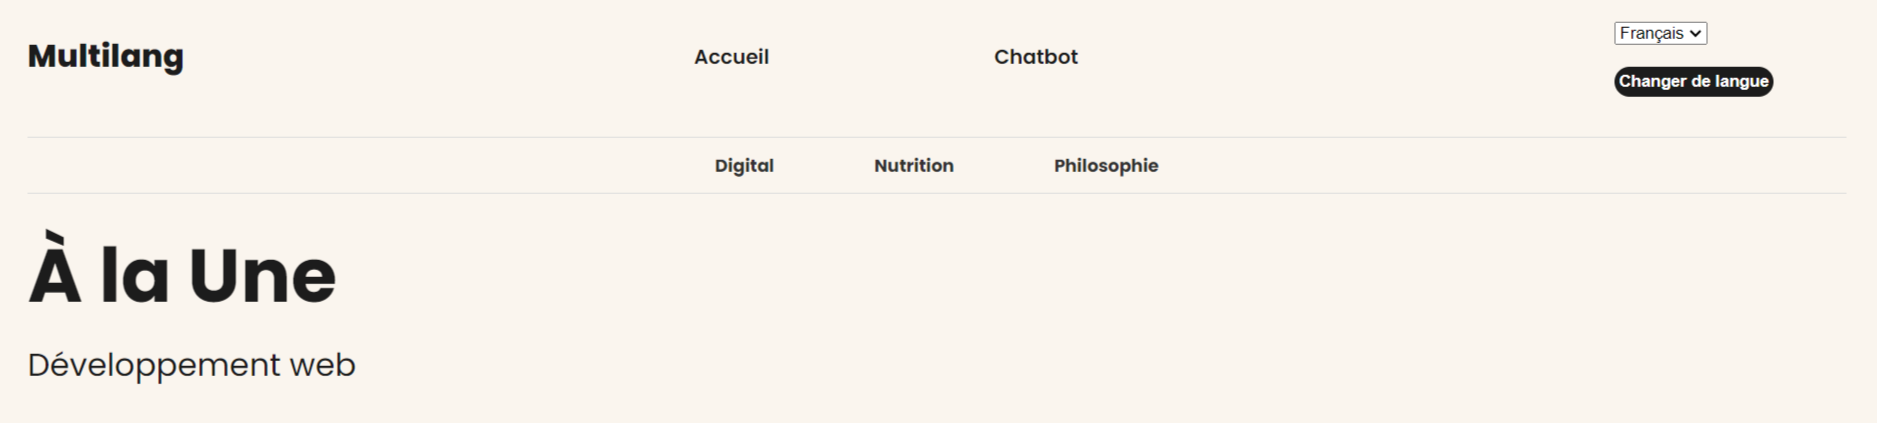 Multilang
Accueil
Chatbot
Français
Changer de langue
Digital
Nutrition
Philosophie
À la Une
Développement web